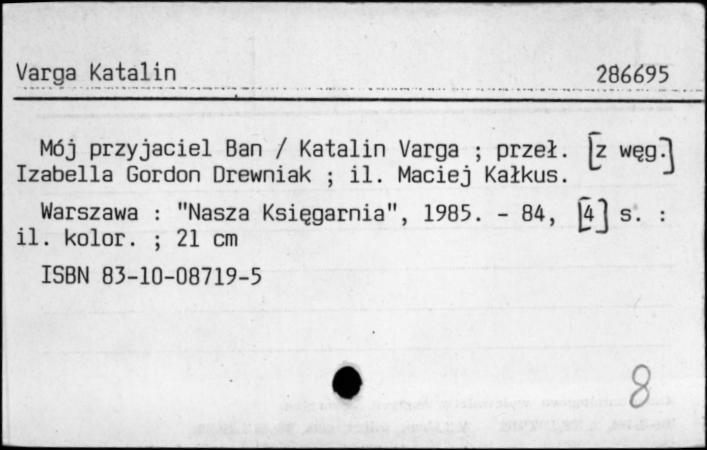 Varga Katalin 286695
Mój przyjaciel Ban / Katalin Varga ; przeł. [z węg.]
Izabella Gordon Drewniak ; il. Maciej Kałkus.
Warszawa : "Nasza Księgarnia", 1985. - 84, [4] s. :
il. kolor. ; 21 cm
ISBN 83-10-08719-5
8